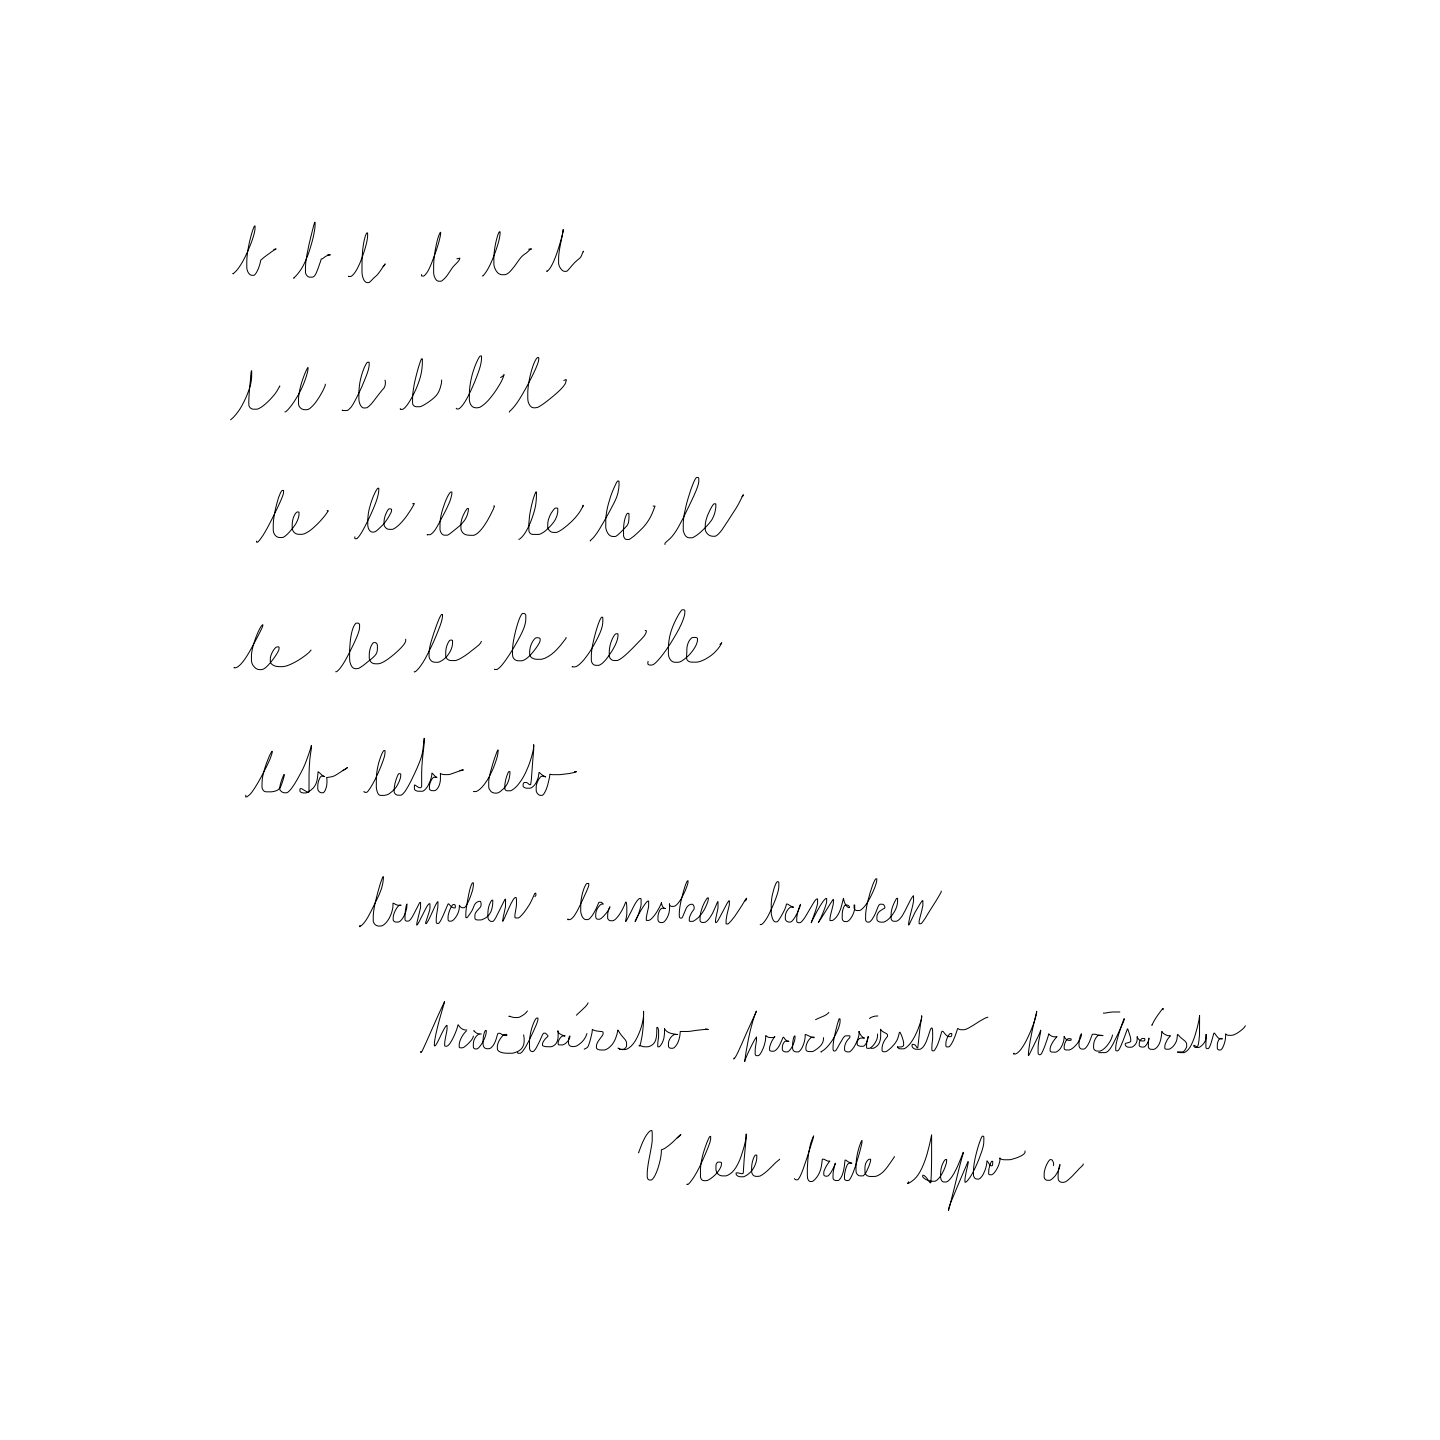 l l l l l l
l l l l l l
le le le le le le
le le le le le le
leto leto leto
lamoken lamoken lamoken
hračkárstvo hračkárstvo hračkárstvo
V lete bude teplo a